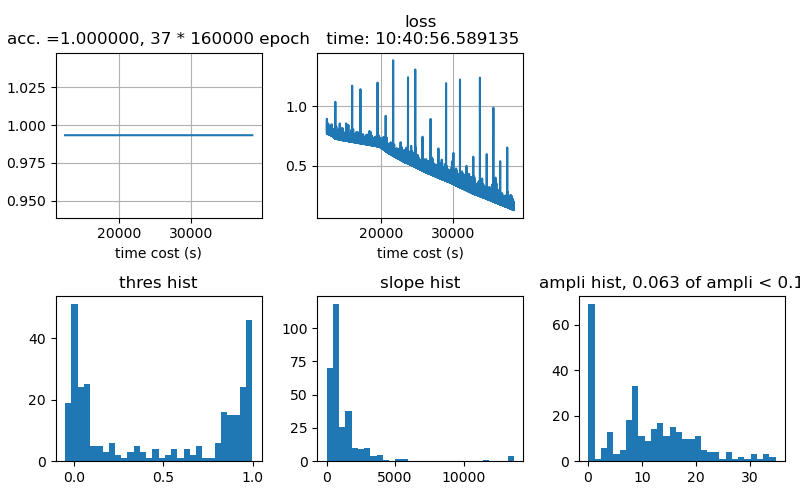 acc. =1.000000, 37 * 160000 epoch
1.025
1.000
0.975
0.950
20000 30000
time cost (s)
loss
time: 10:40:56.589135
1.0
0.5
20000 30000
time cost (s)
thres hist
40
20
0
0.0 0.5 1.0
slope hist
100
75
50
25
0
0 5000 10000
ampli hist, 0.063 of ampli < 0.1
60
40
20
0
0 10 20 30